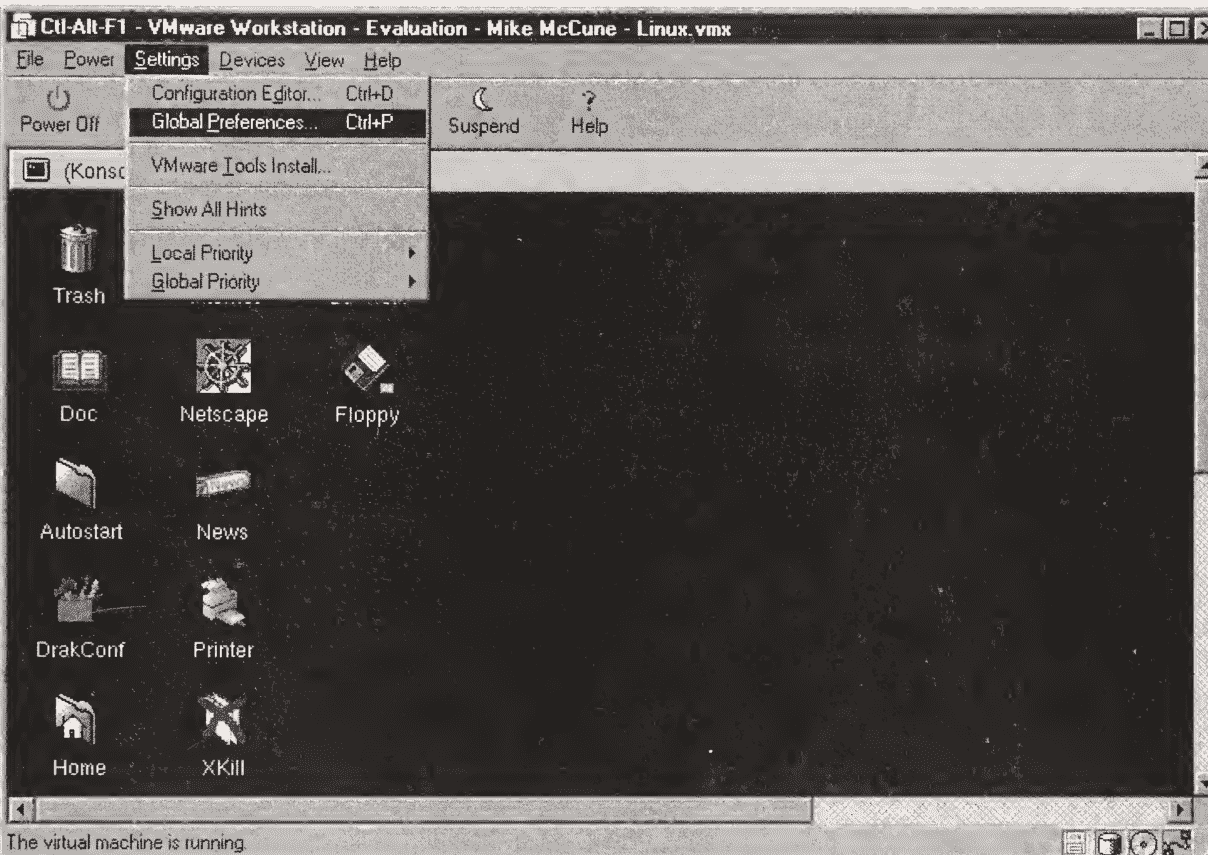 Ctl-Alt-F1 - VMware Workstation - Evaluation - Mike McCune - Linux.vmx
File Power Settings Devices View Help
Power Off
Suspend
Help
Configuration Editor... Ctrl+D
Global Preferences... Ctrl+P
VMware Tools Install...
Show All Hints
Local Priority
Global Priority
(Konso
Trash
Doc
Netscape
Floppy
Autostart
News
DrakConf
Printer
Home
XKill
The virtual machine is running.